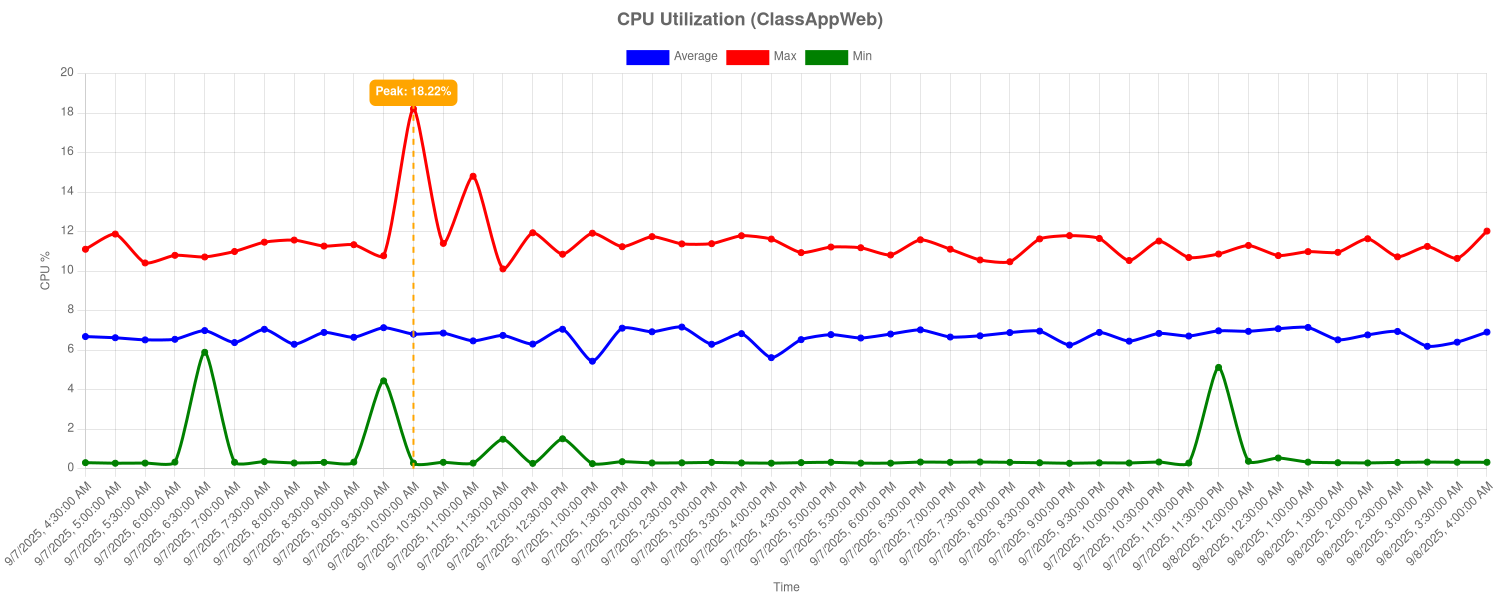 CPU Utilization (ClassAppWeb)
Average Max Min
Peak: 18.22%
CPU %
20
18
16
14
12
10
8
6
4
2
0
9/7/2025, 4:30:00 AM
9/7/2025, 5:00:00 AM
9/7/2025, 5:30:00 AM
9/7/2025, 6:00:00 AM
9/7/2025, 6:30:00 AM
9/7/2025, 7:00:00 AM
9/7/2025, 7:30:00 AM
9/7/2025, 8:00:00 AM
9/7/2025, 8:30:00 AM
9/7/2025, 9:00:00 AM
9/7/2025, 9:30:00 AM
9/7/2025, 10:00:00 AM
9/7/2025, 10:30:00 AM
9/7/2025, 11:00:00 AM
9/7/2025, 11:30:00 AM
9/7/2025, 12:00:00 PM
9/7/2025, 12:30:00 PM
9/7/2025, 1:00:00 PM
9/7/2025, 1:30:00 PM
9/7/2025, 2:00:00 PM
9/7/2025, 2:30:00 PM
9/7/2025, 3:00:00 PM
9/7/2025, 3:30:00 PM
9/7/2025, 4:00:00 PM
9/7/2025, 4:30:00 PM
9/7/2025, 5:00:00 PM
9/7/2025, 5:30:00 PM
9/7/2025, 6:00:00 PM
9/7/2025, 6:30:00 PM
9/7/2025, 7:00:00 PM
9/7/2025, 7:30:00 PM
9/7/2025, 8:00:00 PM
9/7/2025, 8:30:00 PM
9/7/2025, 9:00:00 PM
9/7/2025, 9:30:00 PM
9/7/2025, 10:00:00 PM
9/7/2025, 10:30:00 PM
9/7/2025, 11:00:00 PM
9/7/2025, 11:30:00 PM
9/8/2025, 12:00:00 AM
9/8/2025, 12:30:00 AM
9/8/2025, 1:00:00 AM
9/8/2025, 1:30:00 AM
9/8/2025, 2:00:00 AM
9/8/2025, 2:30:00 AM
9/8/2025, 3:00:00 AM
9/8/2025, 3:30:00 AM
9/8/2025, 4:00:00 AM
Time